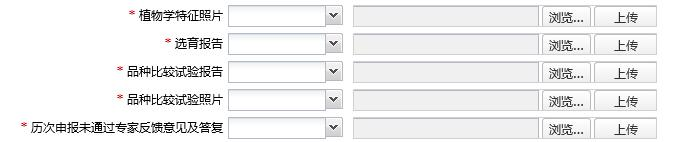 * 植物学特征照片 浏览... 上传
* 选育报告 浏览... 上传
* 品种比较试验报告 浏览... 上传
* 品种比较试验照片 浏览... 上传
* 历次申报未通过专家反馈意见及答复 浏览... 上传